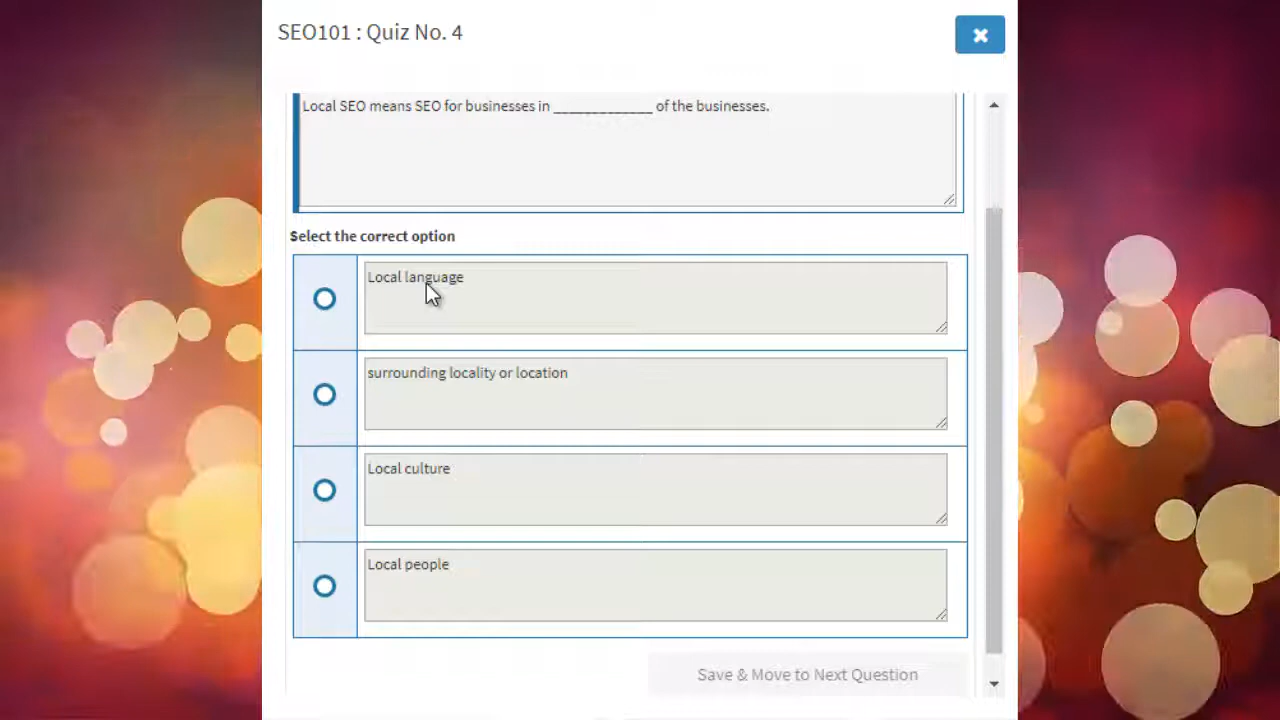 SEO101 : Quiz No. 4
Local SEO means SEO for businesses in _____________ of the businesses.
Select the correct option
Local language
surrounding locality or location
Local culture
Local people
Save & Move to Next Question